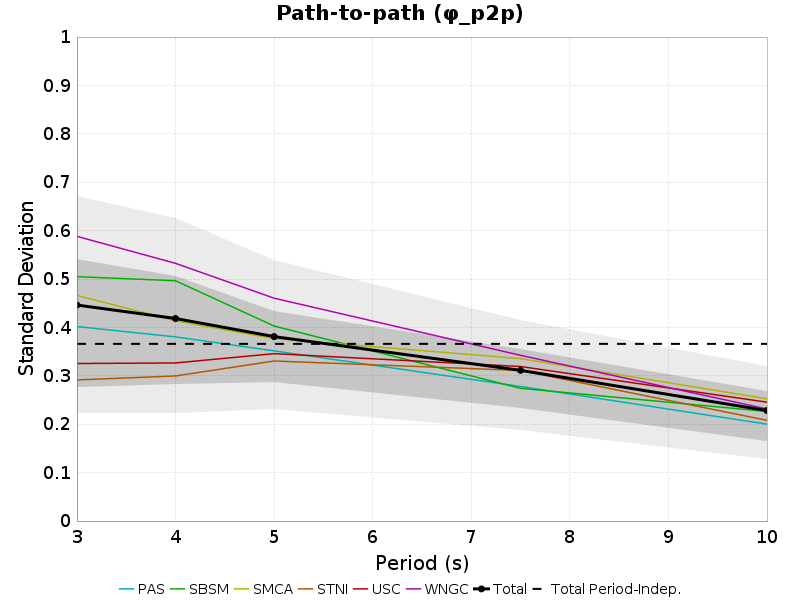 Path-to-path (φ_p2p)
1
0.9
0.8
0.7
0.6
0.5
0.4
0.3
0.2
0.1
0
Standard Deviation
3 4 5 6 7 8 9 10
Period (s)
PAS SBSM SMCA STNI USC WNGC Total Total Period-Indep.